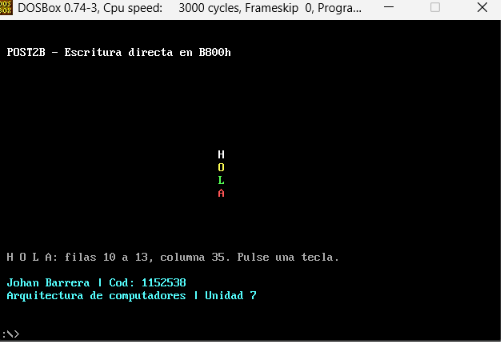 DOSBox 0.74-3, Cpu speed: 3000 cycles, Frameskip 0, Progra...
POST2B - Escritura directa en B800h
H
O
L
A
H O L A: filas 10 a 13, columna 35. Pulse una tecla.
Johan Barrera | Cod: 1152538
Arquitectura de computadores | Unidad 7
:\>